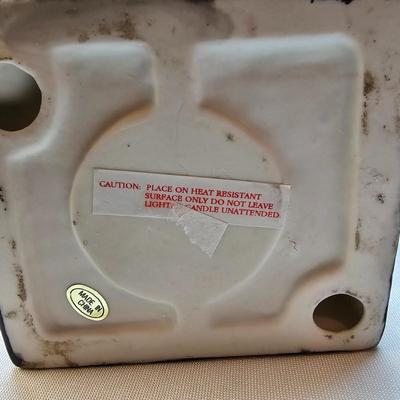 CAUTION: PLACE ON HEAT RESISTANT
SURFACE ONLY DO NOT LEAVE
CANDLE UNATTENDED.
MADE IN
CHINA